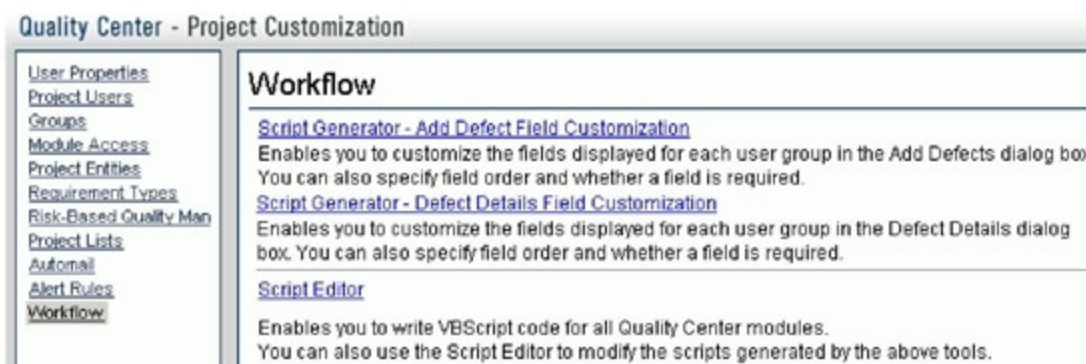 Quality Center - Project Customization
User Properties
Project Users
Groups
Module Access
Project Entities
Requirement Types
Risk-Based Quality Man
Project Lists
Automail
Alert Rules
Workflow
Workflow
Script Generator - Add Defect Field Customization
Enables you to customize the fields displayed for each user group in the Add Defects dialog box
You can also specify field order and whether a field is required.
Script Generator - Defect Details Field Customization
Enables you to customize the fields displayed for each user group in the Defect Details dialog
box. You can also specify field order and whether a field is required.
Script Editor
Enables you to write VBScript code for all Quality Center modules.
You can also use the Script Editor to modify the scripts generated by the above tools.